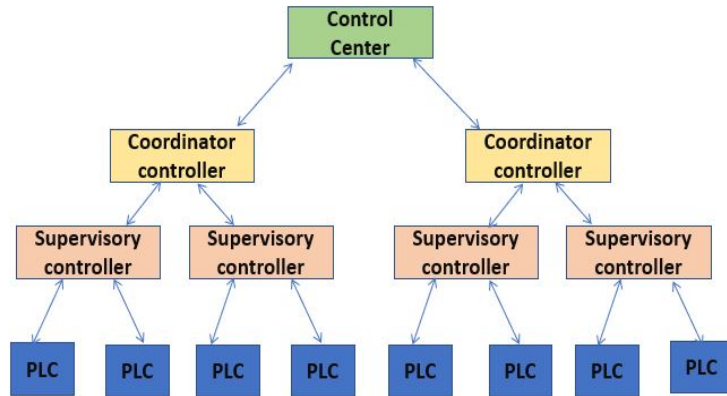 Control
Center
Coordinator
controller
Coordinator
controller
Supervisory
controller
Supervisory
controller
Supervisory
controller
Supervisory
controller
PLC
PLC
PLC
PLC
PLC
PLC
PLC
PLC